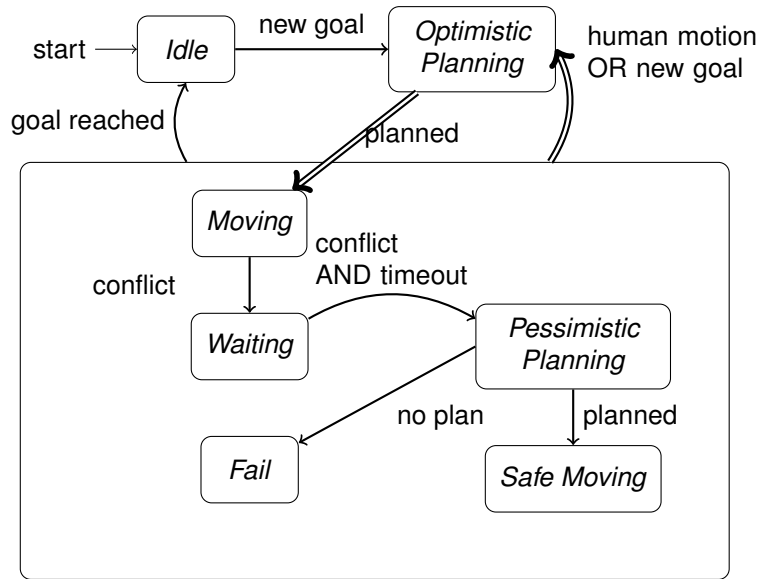 new goal
start
Idle
Optimistic
Planning
human motion
OR new goal
goal reached
planned
Moving
conflict
AND timeout
conflict
Waiting
Pessimistic
Planning
no plan
planned
Fail
Safe Moving